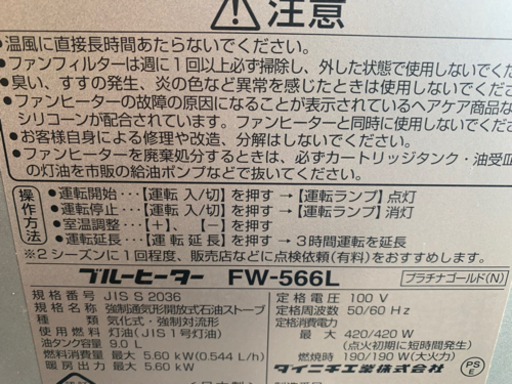 ⚠注意
●温風に直接長時間あたらないでください。
●ファンフィルターは週に1回以上必ず掃除し、外した状態で使用しないでくだ
●臭い、すすの発生、炎の色など異常を感じたときは使用しないでくださ
●ファンヒーターの故障の原因になることが表示されているヘアケア商品な
シリコーンが配合されています。ファンヒーターと同時に使用しないでくだ
●お客様自身による修理や改造、分解はしないでください。
●ファンヒーターを廃棄処分するときは、必ずカートリッジタンク・油受皿
の灯油を市販の給油ポンプなどで抜いてください。
操作方法
●運転開始…【運転 入/切】を押す →【運転ランプ】点灯
●運転停止…【運転 入/切】を押す →【運転ランプ】消灯
●室温調整…【+】、【-】を押す
●運転延長…【運転延長】を押す →3時間運転を延長
※2シーズンに1回程度、販売店などに点検依頼(有料)をおすすめします。
ブルーヒーター FW-566L プラチナゴールド(N)
規格番号 JIS S 2036
種類 強制通気形開放式石油ストーブ
気化式・強制対流形
使用燃料 灯油(JIS1号灯油)
油タンク容量 9.0 L
燃料消費量 最大 5.60 kW(0.544 L/h)
暖房出力 最大 5.60 kW
定格電圧 100 V
定格周波数 50/60 Hz
消費電力
最大 420/420 W
(点火初期に短時間発生)
燃焼時 190/190 W(大火力)
ダイニチ工業株式会社
PS
E